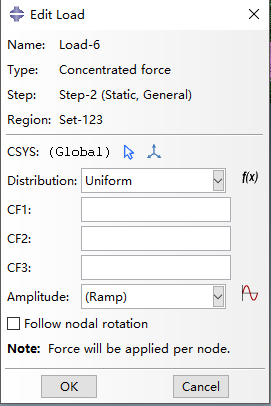 Edit Load
Name: Load-6
Type: Concentrated force
Step: Step-2 (Static, General)
Region: Set-123
CSYS: (Global)
Distribution: Uniform f(x)
CF1:
CF2:
CF3:
Amplitude: (Ramp)
Follow nodal rotation
Note: Force will be applied per node.
OK Cancel